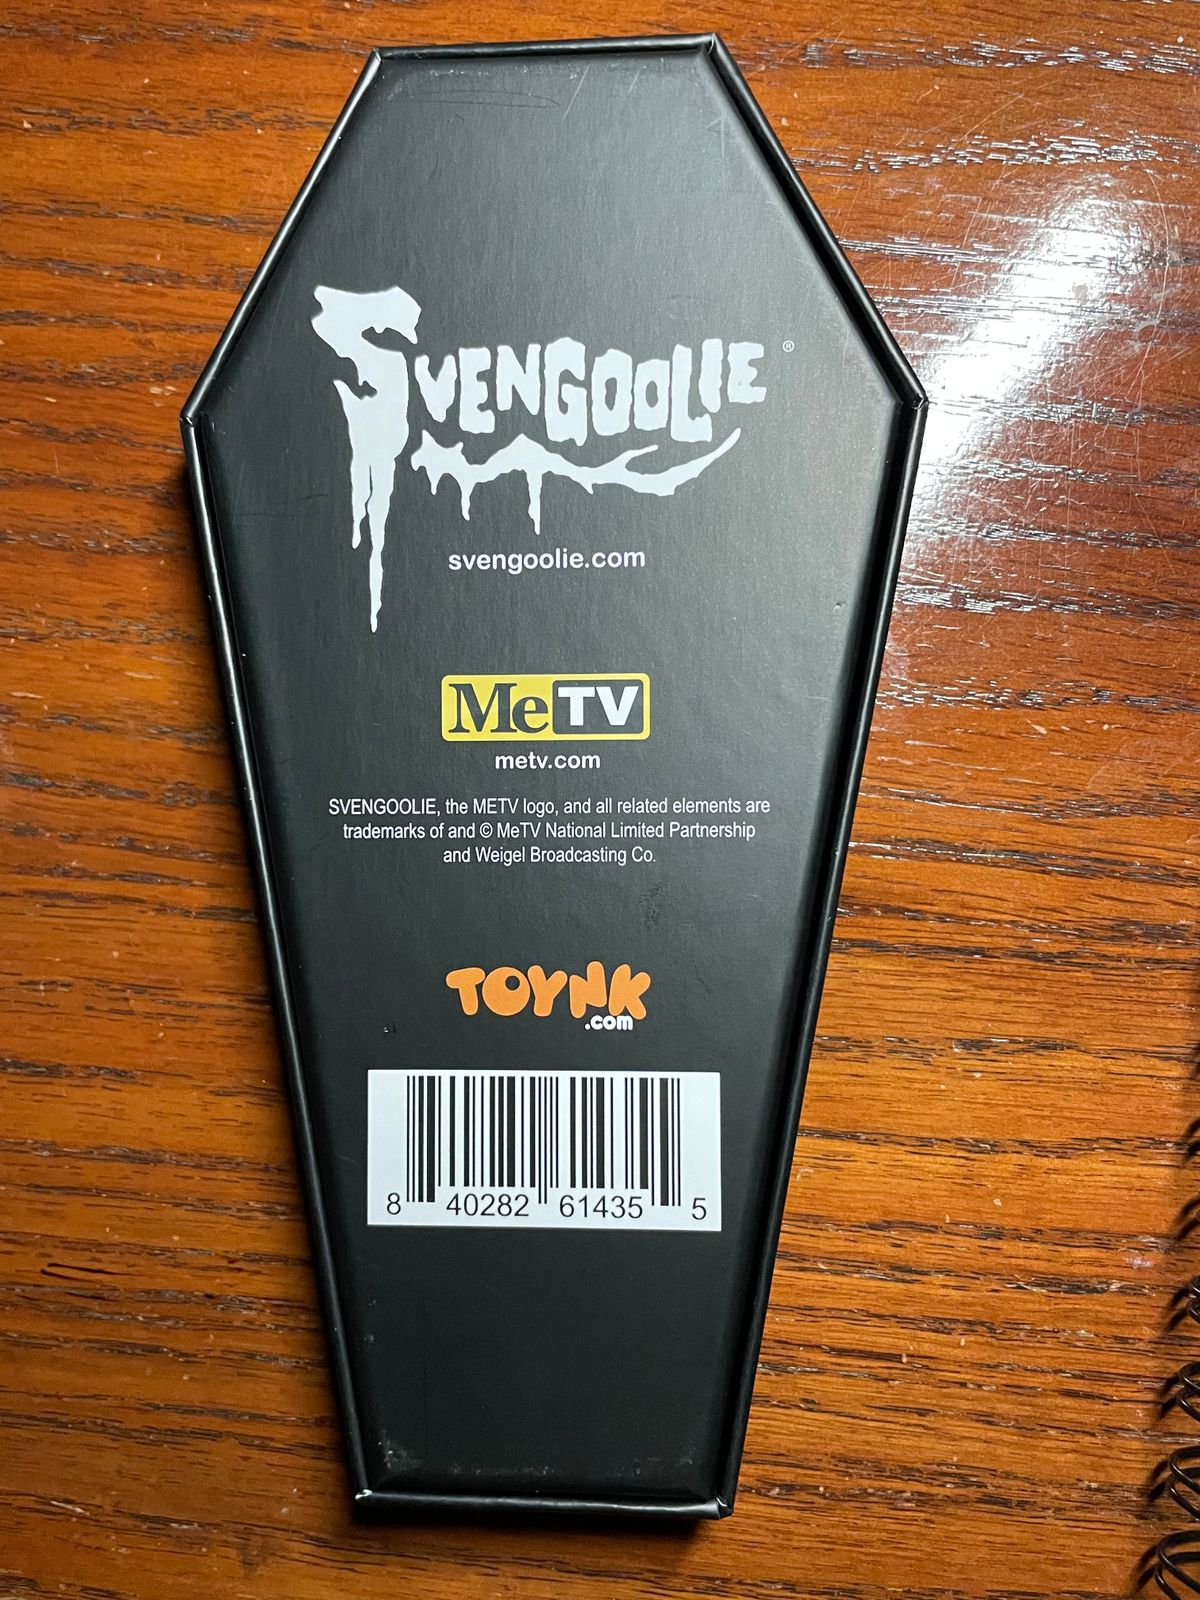 SVENGOOLIE ®
svengoolie.com
MeTV
metv.com
SVENGOOLIE, the METV logo, and all related elements are
trademarks of and © MeTV National Limited Partnership
and Weigel Broadcasting Co.
TOYNK
.com
8 40282 61435 5